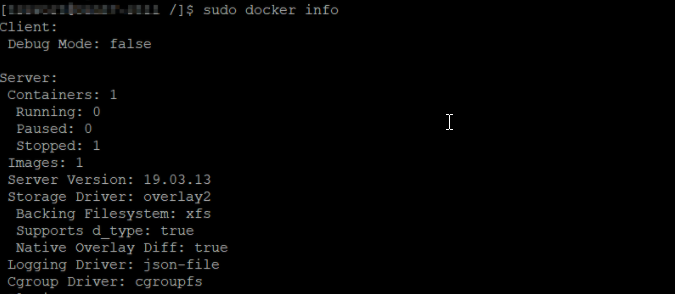 [ /]$ sudo docker info
Client:
Debug Mode: false
Server:
Containers: 1
Running: 0
Paused: 0
Stopped: 1
Images: 1
Server Version: 19.03.13
Storage Driver: overlay2
Backing Filesystem: xfs
Supports d_type: true
Native Overlay Diff: true
Logging Driver: json-file
Cgroup Driver: cgroupfs